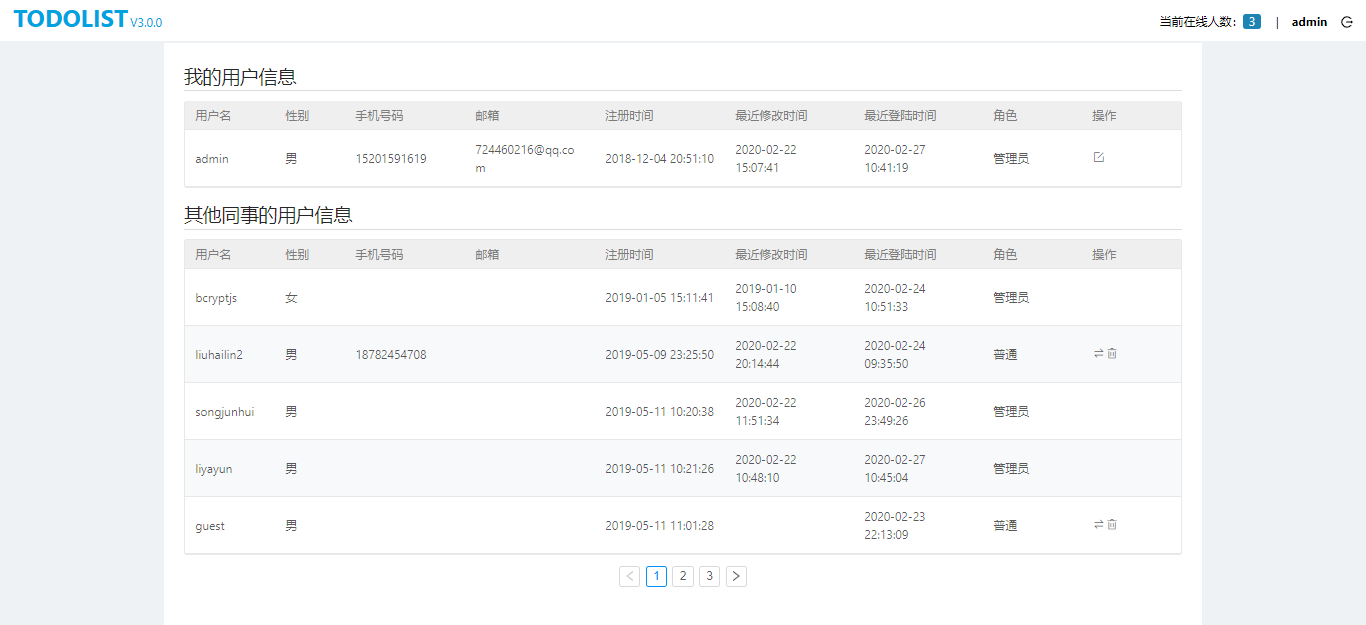 TODOLIST V3.0.0 当前在线人数: 3 | admin
我的用户信息
用户名 性别 手机号码 邮箱 注册时间 最近修改时间 最近登陆时间 角色 操作
admin 男 15201591619 724460216@qq.co 2018-12-04 20:51:10 2020-02-22 2020-02-27 管理员
m 15:07:41 10:41:19
其他同事的用户信息
用户名 性别 手机号码 邮箱 注册时间 最近修改时间 最近登陆时间 角色 操作
bcryptjs 女 2019-01-05 15:11:41 2019-01-10 2020-02-24 管理员
15:08:40 10:51:33
liuhailin2 男 18782454708 2019-05-09 23:25:50 2020-02-22 2020-02-24 普通
20:14:44 09:35:50
songjunhui 男 2019-05-11 10:20:38 2020-02-22 2020-02-26 管理员
11:51:34 23:49:26
liyayun 男 2019-05-11 10:21:26 2020-02-22 2020-02-27 管理员
10:48:10 10:45:04
guest 男 2019-05-11 11:01:28 2020-02-23 普通
22:13:09
< 1 2 3 >